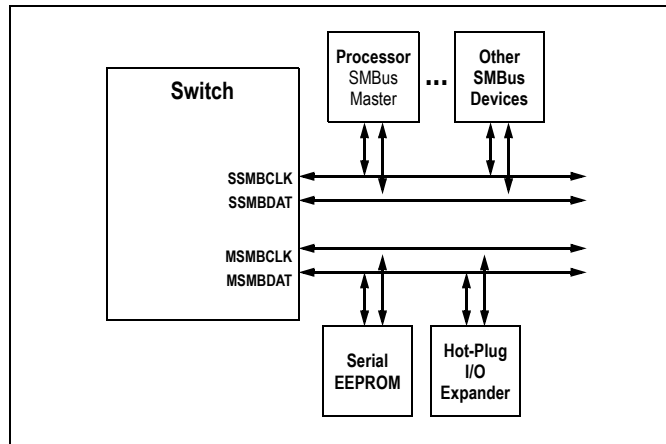 Processor
SMBus
Master
...
Other
SMBus
Devices
Switch
SSMBCLK
SSMBDAT
MSMBCLK
MSMBDAT
Serial
EEPROM
Hot-Plug
I/O
Expander